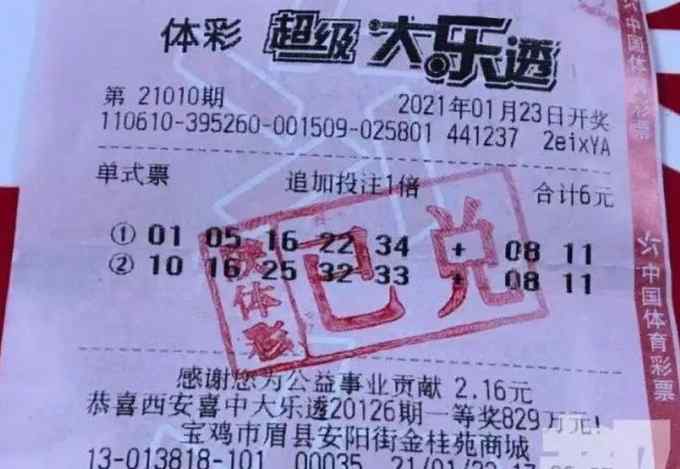 体彩 超级大乐透
第 21010期 2021年01月23日开奖
110610-395260-001509-025801 441237 2eixYA
单式票 追加投注1倍 合计6元
① 01 05 16 22 34 + 08 11
② 10 16 25 32 33 + 08 11
体彩
已兑
感谢您为公益事业贡献 2.16元
恭喜西安喜中大乐透20126期一等奖829万元!
宝鸡市眉县安阳街金桂苑商城
13-013818-101 00035
中国体育彩票
中国体育彩票